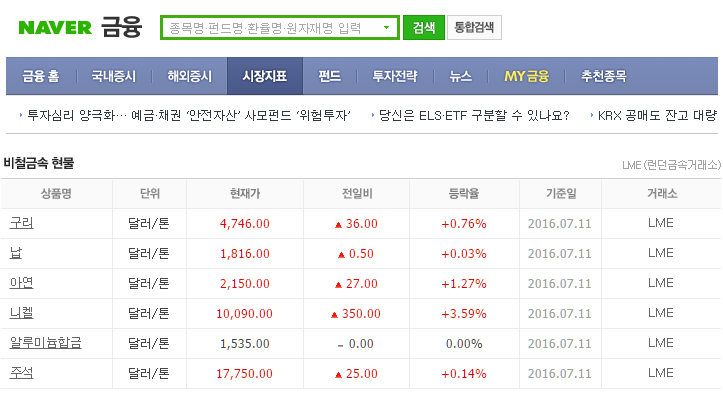 NAVER 금융 종목명·펀드명·환율명·원자재명 입력 검색 통합검색
금융 홈 국내증시 해외증시 시장지표 펀드 투자전략 뉴스 MY금융 추천종목
투자심리 양극화… 예금·채권 '안전자산' 사모펀드 '위험투자' 당신은 ELS·ETF 구분할 수 있나요? KRX 공매도 잔고 대량
비철금속 현물 LME (런던금속거래소)
상품명 단위 현재가 전일비 등락율 기준일 거래소
구리 달러/톤 4,746.00 ▲ 36.00 +0.76% 2016.07.11 LME
납 달러/톤 1,816.00 ▲ 0.50 +0.03% 2016.07.11 LME
아연 달러/톤 2,150.00 ▲ 27.00 +1.27% 2016.07.11 LME
니켈 달러/톤 10,090.00 ▲ 350.00 +3.59% 2016.07.11 LME
알루미늄합금 달러/톤 1,535.00 - 0.00 0.00% 2016.07.11 LME
주석 달러/톤 17,750.00 ▲ 25.00 +0.14% 2016.07.11 LME